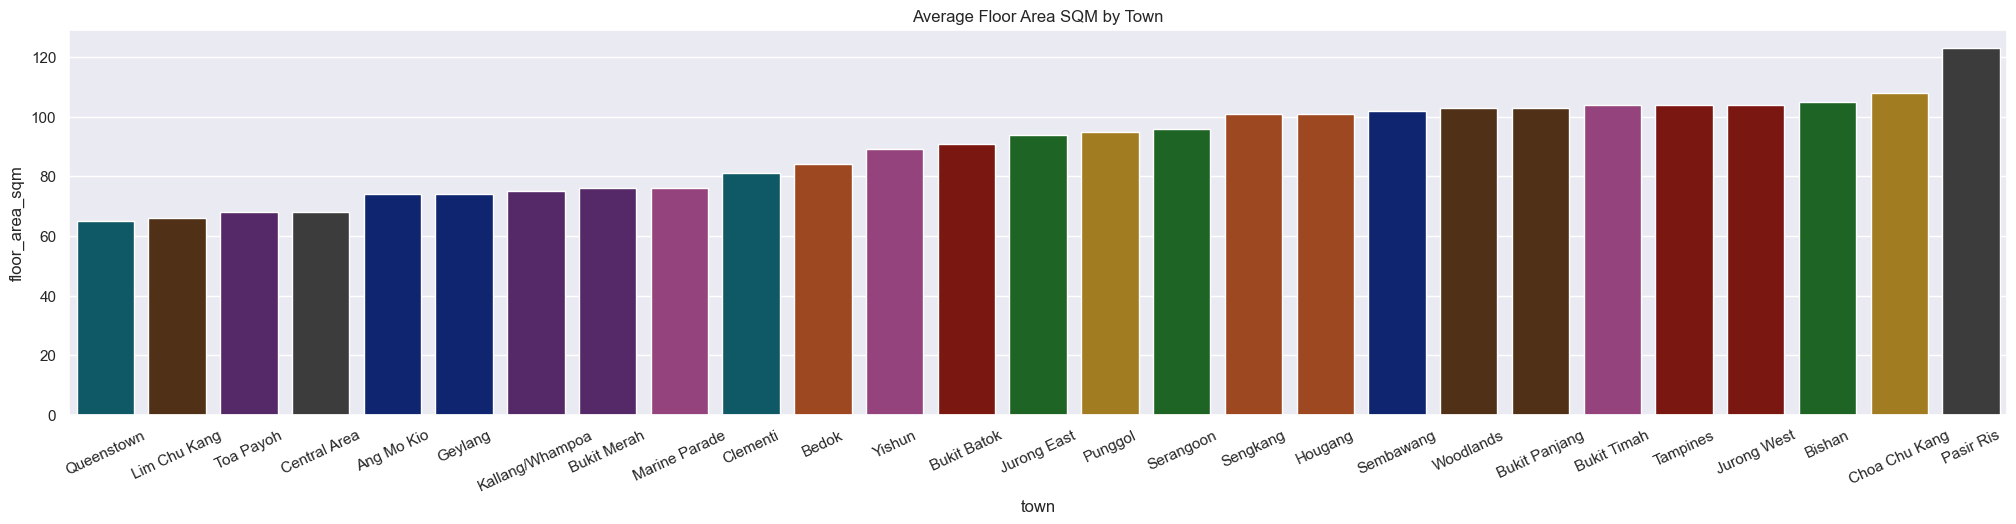 Average Floor Area SQM by Town
floor_area_sqm
120
100
80
60
40
20
0
Queenstown
Lim Chu Kang
Toa Payoh
Central Area
Ang Mo Kio
Geylang
Kallang/Whampoa
Bukit Merah
Marine Parade
Clementi
Bedok
Yishun
Bukit Batok
Jurong East
Punggol
Serangoon
Sengkang
Hougang
Sembawang
Woodlands
Bukit Panjang
Bukit Timah
Tampines
Jurong West
Bishan
Choa Chu Kang
Pasir Ris
town